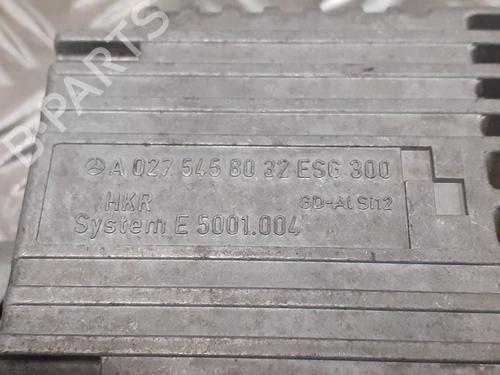 A 027 545 80 32 ESG 300
HKR GD-ALSI12
System E 5001.004
B-PARTS